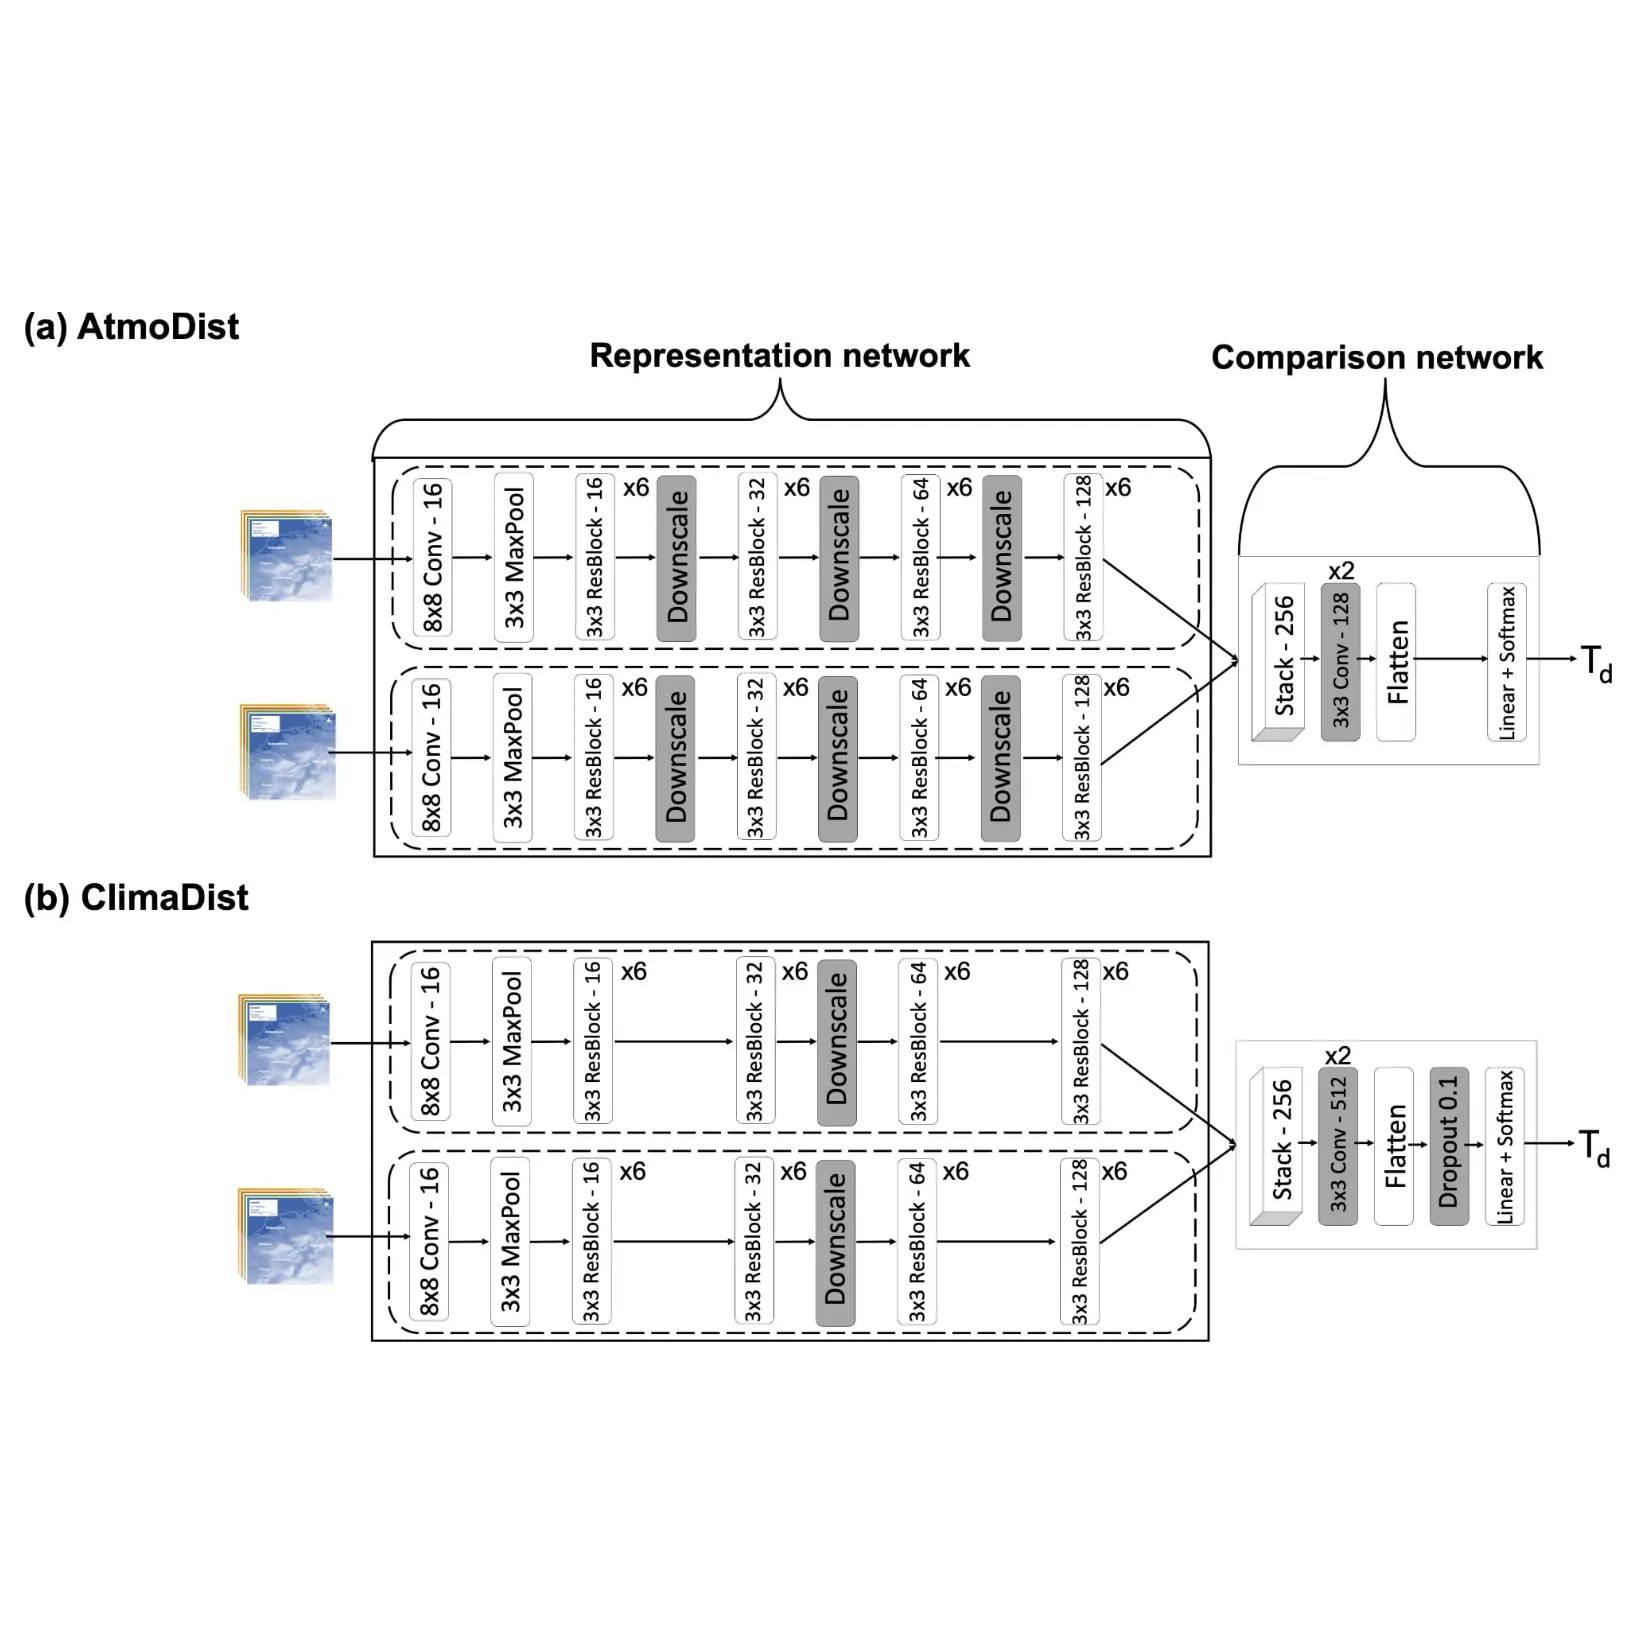 (a) AtmoDist
Representation network
Comparison network
8x8 Conv - 16
3x3 MaxPool
3x3 ResBlock - 16
x6
Downscale
3x3 ResBlock - 32
x6
Downscale
3x3 ResBlock - 64
x6
Downscale
3x3 ResBlock - 128
x6
8x8 Conv - 16
3x3 MaxPool
3x3 ResBlock - 16
x6
Downscale
3x3 ResBlock - 32
x6
Downscale
3x3 ResBlock - 64
x6
Downscale
3x3 ResBlock - 128
x6
Stack - 256
x2
3x3 Conv - 128
Flatten
Linear + Softmax
Td
(b) ClimaDist
8x8 Conv - 16
3x3 MaxPool
3x3 ResBlock - 16
x6
3x3 ResBlock - 32
x6
Downscale
3x3 ResBlock - 64
x6
3x3 ResBlock - 128
x6
8x8 Conv - 16
3x3 MaxPool
3x3 ResBlock - 16
x6
3x3 ResBlock - 32
x6
Downscale
3x3 ResBlock - 64
x6
3x3 ResBlock - 128
x6
Stack - 256
x2
3x3 Conv - 512
Flatten
Dropout 0.1
Linear + Softmax
Td